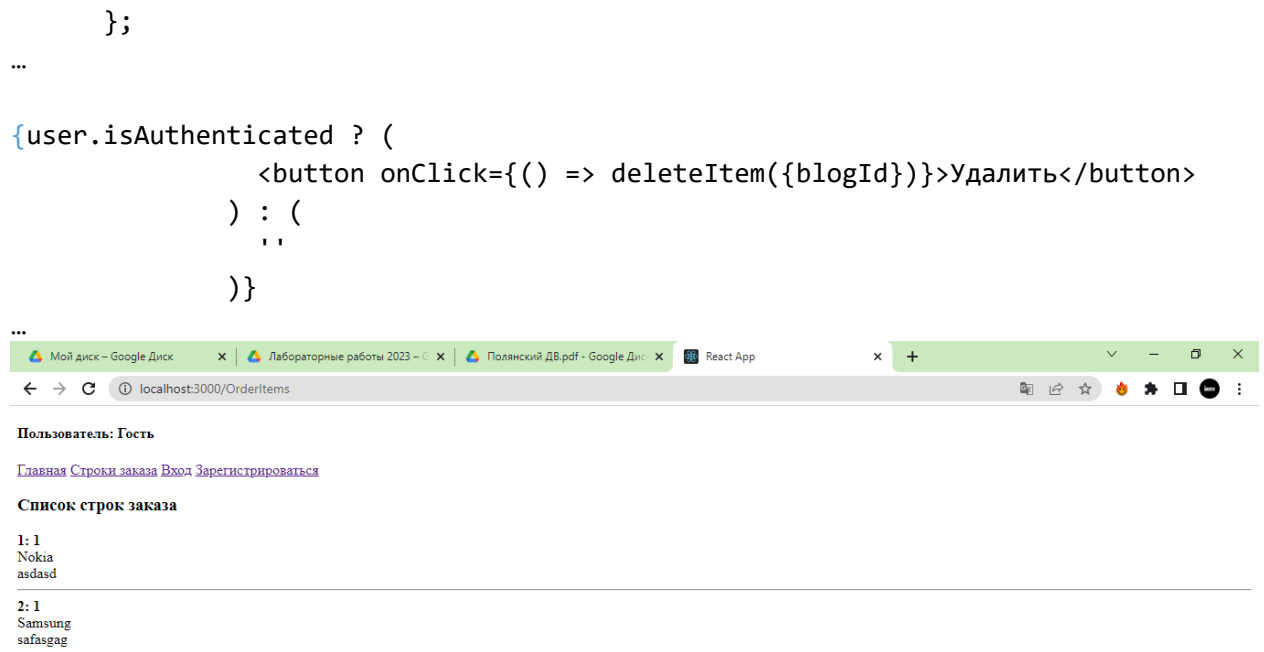 };
…
{user.isAuthenticated ? (
<button onClick={() => deleteItem({blogId})}>Удалить</button>
) : (
''
)}
…
Мой диск – Google Диск
Лабораторные работы 2023 – G
Полянский ДВ.pdf - Google Дис
React App
localhost:3000/OrderItems
Пользователь: Гость
Главная Строки заказа Вход Зарегистрироваться
Список строк заказа
1: 1
Nokia
asdasd
2: 1
Samsung
safasgag